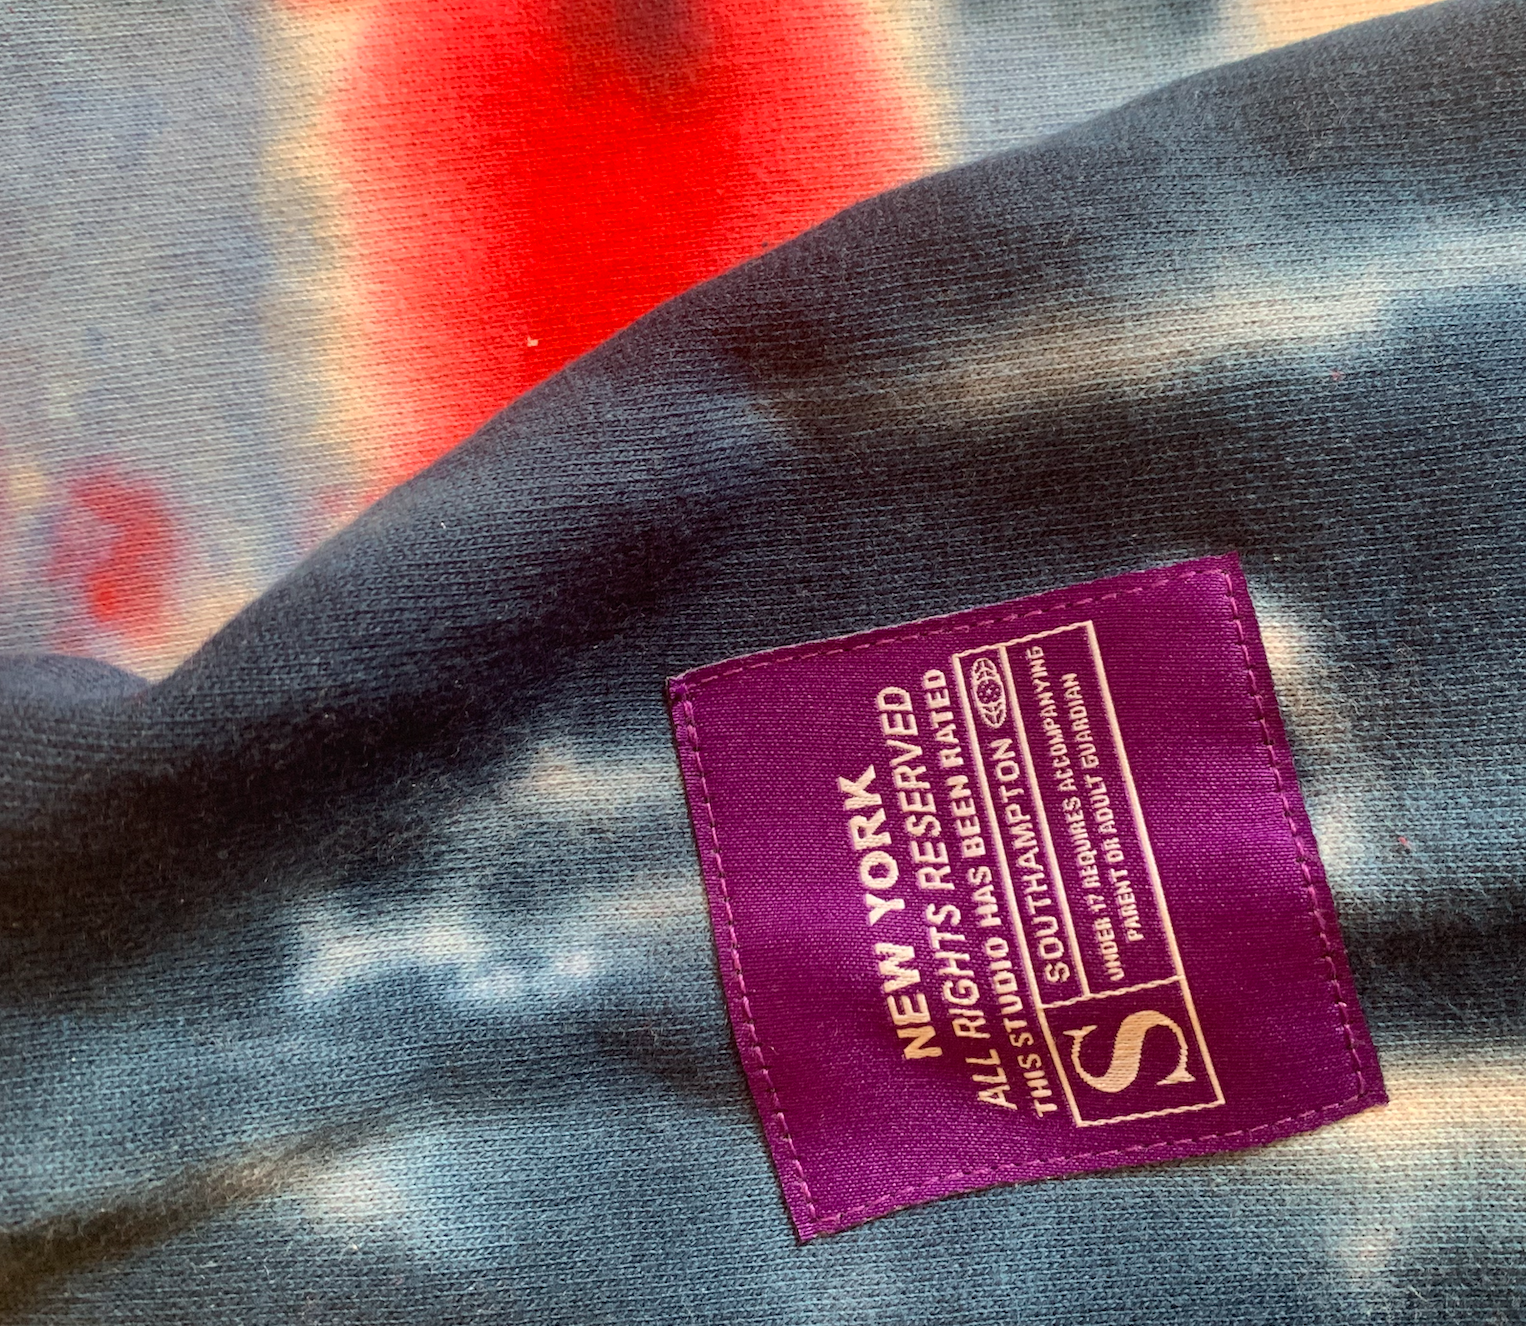 NEW YORK
ALL RIGHTS RESERVED
THIS STUDIO HAS BEEN RATED
S
SOUTHAMPTON
UNDER 17 REQUIRES ACCOMPANYING
PARENT OR ADULT GUARDIAN